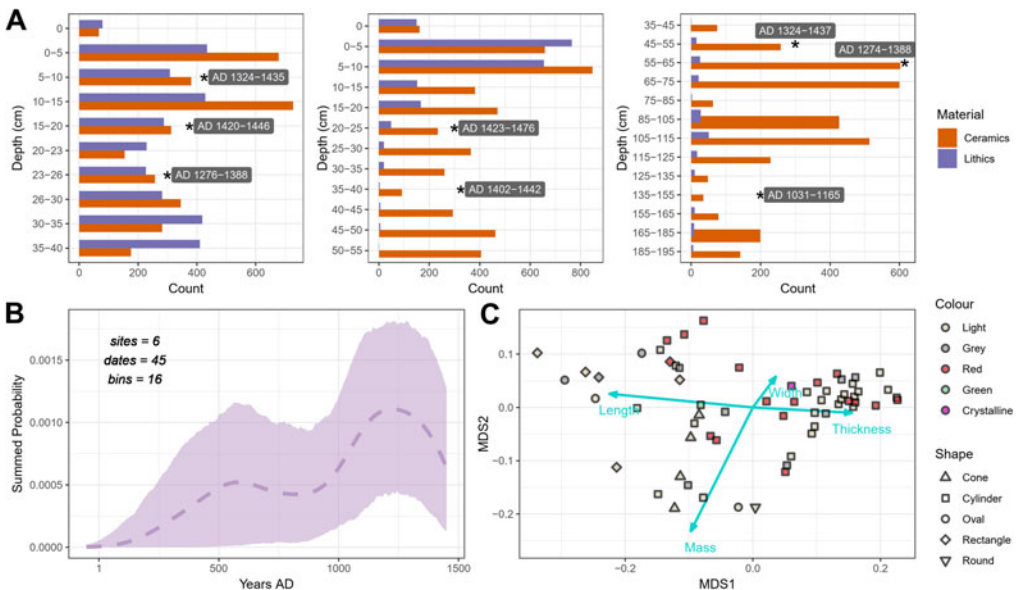 A
Depth (cm)
0
0−5
5−10
10−15
15−20
20−23
23−26
26−30
30−35
35−40
AD 1324−1435
AD 1420−1446
AD 1276−1388
*
*
*
0
200
400
600
Count
Depth (cm)
0
0−5
5−10
10−15
15−20
20−25
25−30
30−35
35−40
40−45
45−50
50−55
* AD 1423−1476
* AD 1402−1442
0
200
400
600
800
Count
Depth (cm)
35−45
45−55
55−65
65−75
75−85
85−105
105−115
115−125
125−135
135−155
155−165
165−185
185−195
AD 1324−1437
*
AD 1274−1388
*
* AD 1031−1165
0
200
400
600
Count
Material
Ceramics
Lithics
B
sites = 6
dates = 45
bins = 16
Summed Probability
0.0015
0.0010
0.0005
0.0000
1
500
1000
1500
Years AD
C
MDS2
0.1
0.0
−0.1
−0.2
Length
Width
Thickness
Mass
−0.2
0.0
0.2
MDS1
Colour
Light
Grey
Red
Green
Crystalline
Shape
Cone
Cylinder
Oval
Rectangle
Round